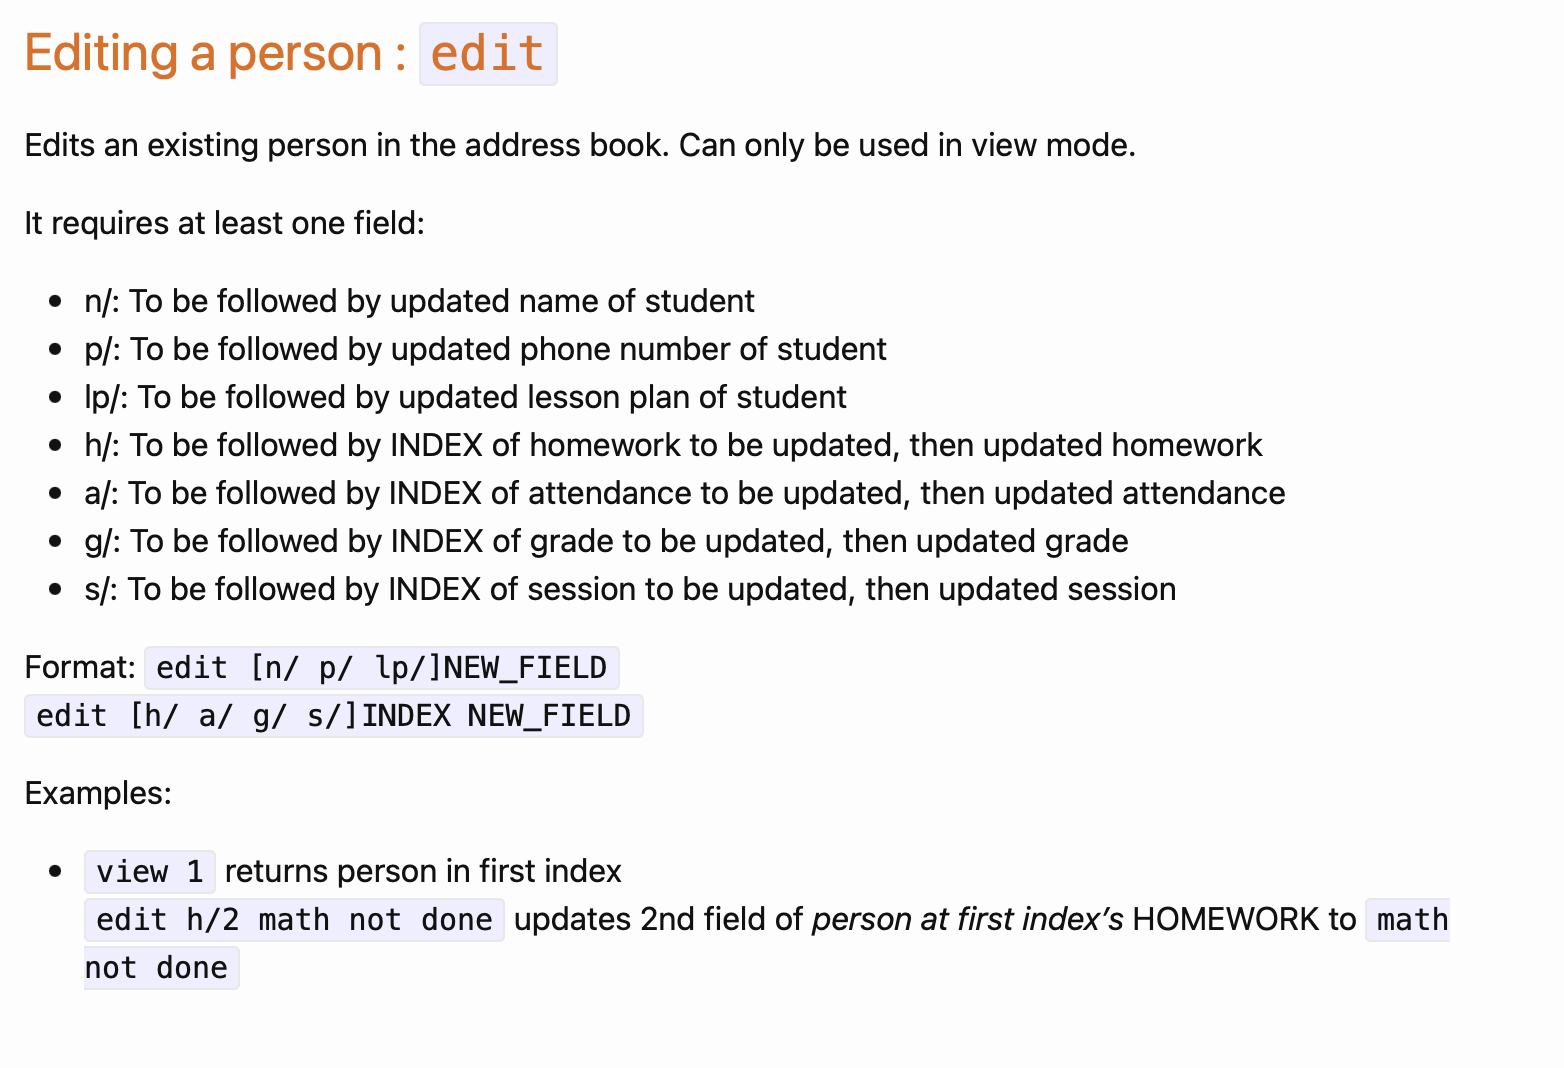 Editing a person : edit
Edits an existing person in the address book. Can only be used in view mode.
It requires at least one field:
• n/: To be followed by updated name of student
• p/: To be followed by updated phone number of student
• lp/: To be followed by updated lesson plan of student
• h/: To be followed by INDEX of homework to be updated, then updated homework
• a/: To be followed by INDEX of attendance to be updated, then updated attendance
• g/: To be followed by INDEX of grade to be updated, then updated grade
• s/: To be followed by INDEX of session to be updated, then updated session
Format: edit [n/ p/ lp/]NEW_FIELD
edit [h/ a/ g/ s/]INDEX NEW_FIELD
Examples:
• view 1 returns person in first index
edit h/2 math not done updates 2nd field of person at first index’s HOMEWORK to math
not done